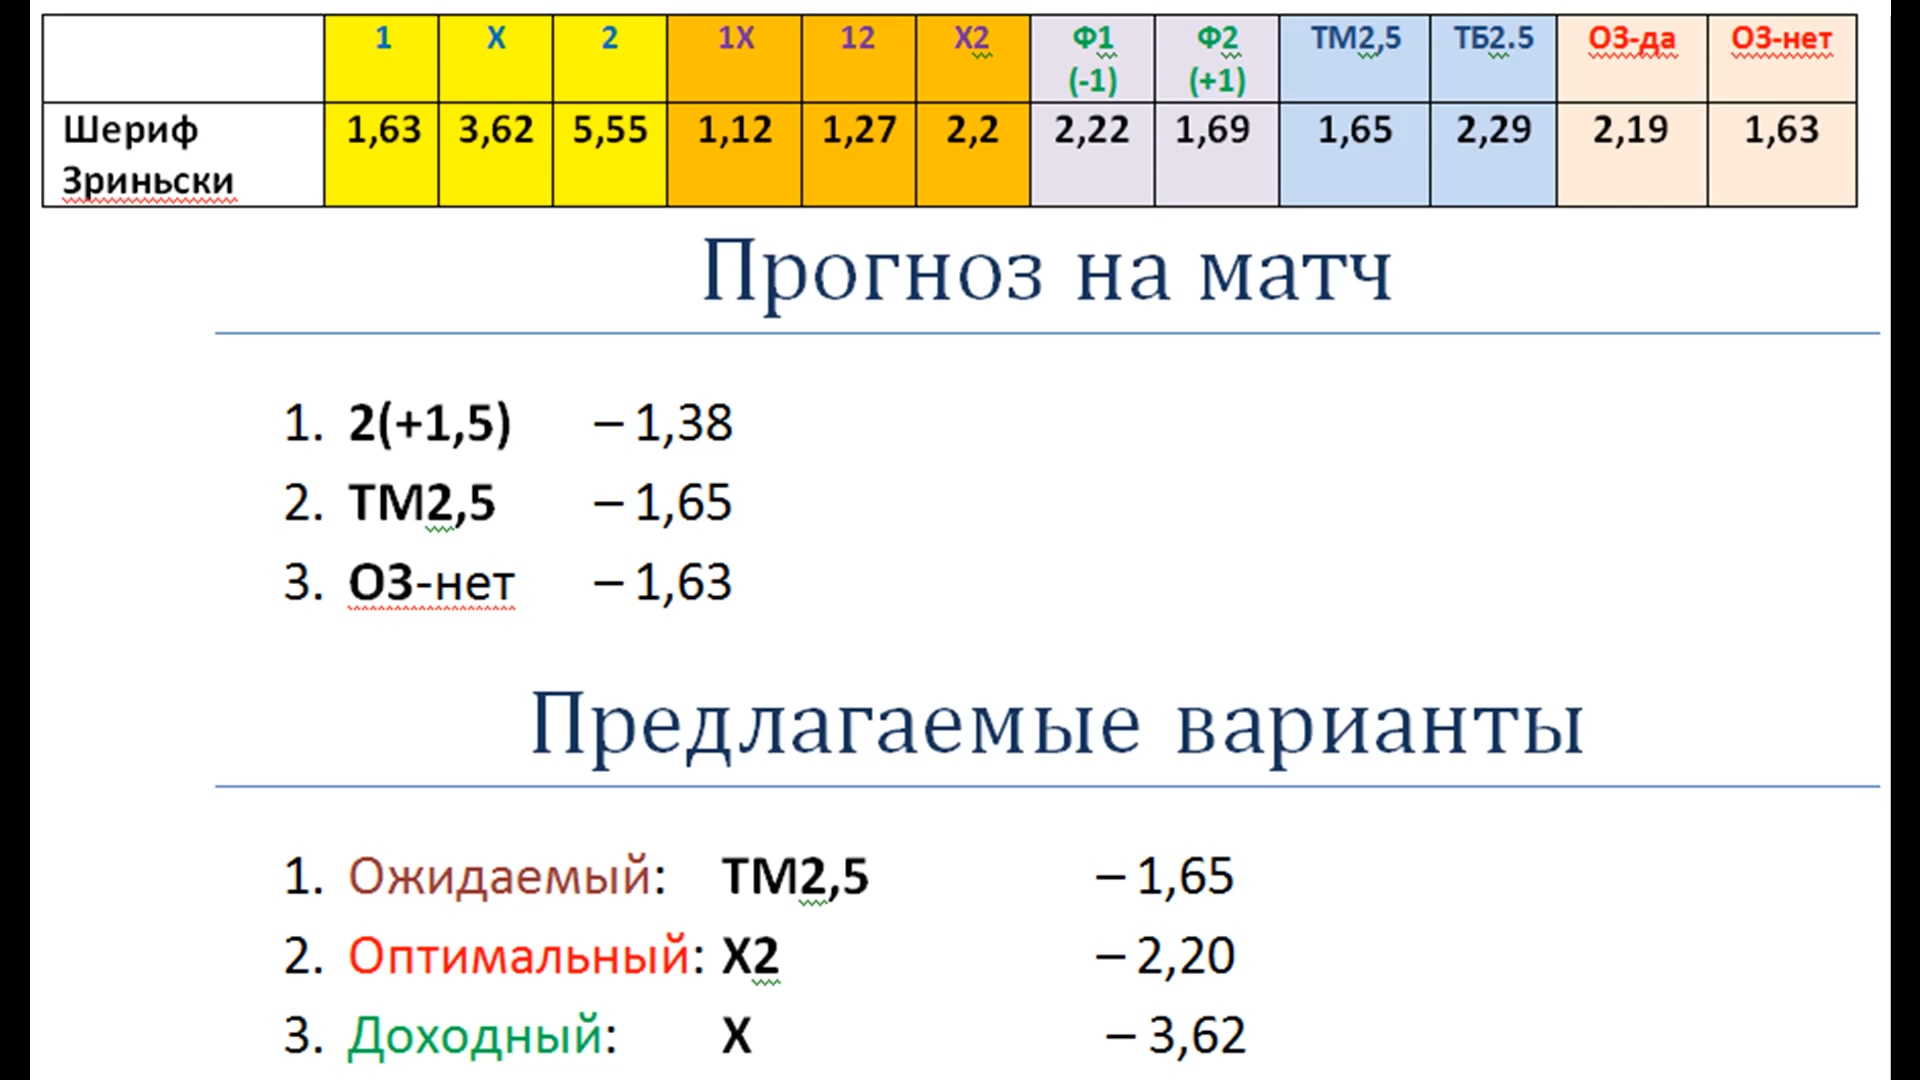 1 X 2 1X 12 X2 Ф1 (-1) Ф2 (+1) ТМ2,5 ТБ2.5 ОЗ-да ОЗ-нет
Шериф Зриньски 1,63 3,62 5,55 1,12 1,27 2,2 2,22 1,69 1,65 2,29 2,19 1,63
Прогноз на матч
1. 2(+1,5) – 1,38
2. ТМ2,5 – 1,65
3. ОЗ-нет – 1,63
Предлагаемые варианты
1. Ожидаемый: ТМ2,5 – 1,65
2. Оптимальный: Х2 – 2,20
3. Доходный: Х – 3,62